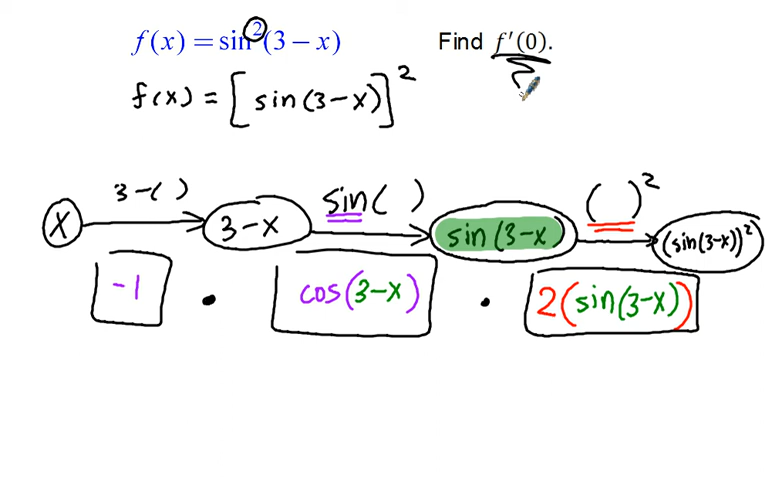 f(x) = sin²(3 − x) Find f′(0).
f(x) = [sin(3−x)]²
3−( ) sin( ) ( )²
x 3−x sin(3−x) (sin(3−x))²
-1 · cos(3−x) · 2(sin(3−x))